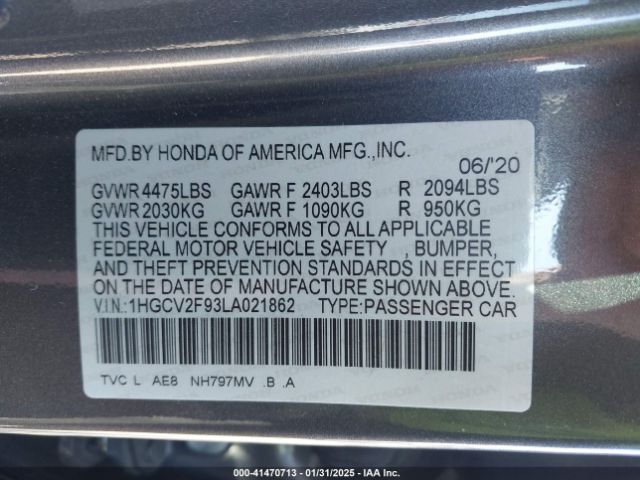 MFD.BY HONDA OF AMERICA MFG.,INC.
06/'20
GVWR 4475LBS GAWR F 2403LBS R 2094LBS
GVWR 2030KG GAWR F 1090KG R 950KG
THIS VEHICLE CONFORMS TO ALL APPLICABLE
FEDERAL MOTOR VEHICLE SAFETY , BUMPER,
AND THEFT PREVENTION STANDARDS IN EFFECT
ON THE DATE OF MANUFACTURE SHOWN ABOVE.
V.I.N.:1HGCV2F93LA021862 TYPE:PASSENGER CAR
TVC L AE8 NH797MV .B .A
000-41470713 - 01/31/2025 - IAA Inc.